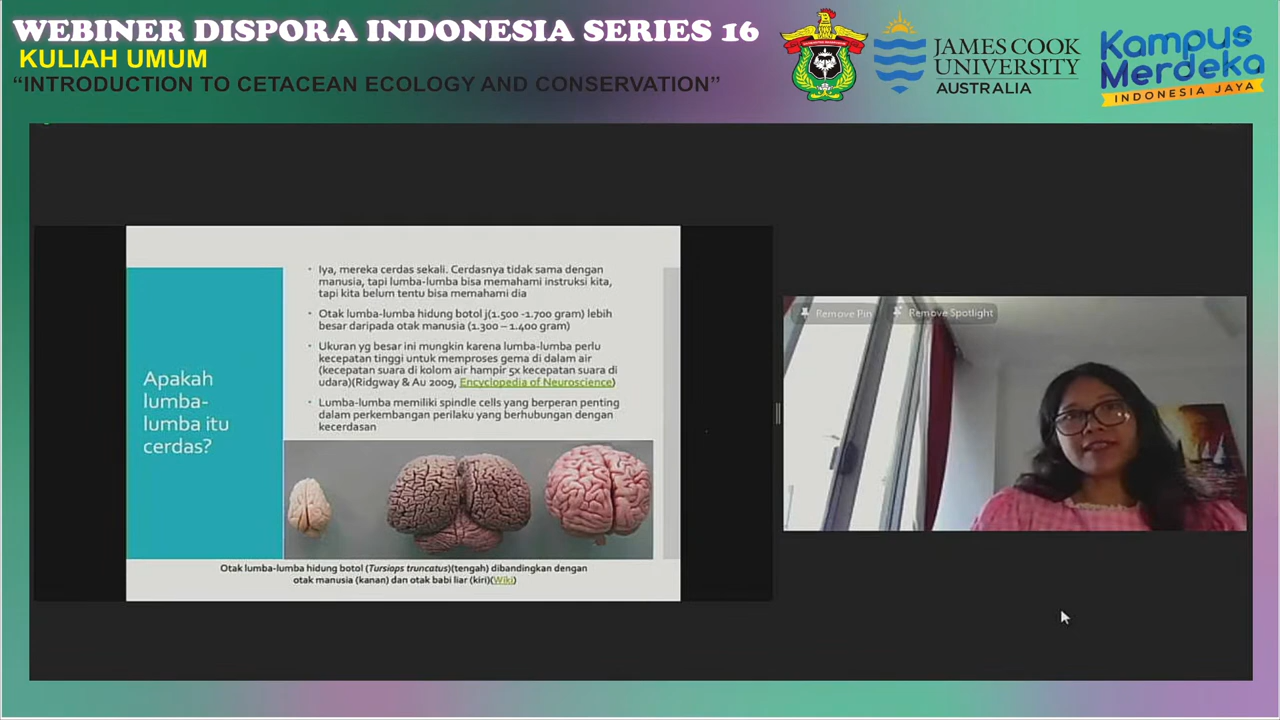 WEBINER DISPORA INDONESIA SERIES 16
KULIAH UMUM
“INTRODUCTION TO CETACEAN ECOLOGY AND CONSERVATION”
JAMES COOK
UNIVERSITY
AUSTRALIA
Kampus
Merdeka
INDONESIA JAYA
Apakah
lumba-
lumba itu
cerdas?
• Iya, mereka cerdas sekali. Cerdasnya tidak sama dengan
manusia, tapi lumba-lumba bisa memahami instruksi kita,
tapi kita belum tentu bisa memahami dia
• Otak lumba-lumba hidung botol j(1.500 -1.700 gram) lebih
besar daripada otak manusia (1.300 – 1.400 gram)
• Ukuran yg besar ini mungkin karena lumba-lumba perlu
kecepatan tinggi untuk memproses gema di dalam air
(kecepatan suara di kolom air hampir 5x kecepatan suara di
udara)(Ridgway & Au 2009, Encyclopedia of Neuroscience)
• Lumba-lumba memiliki spindle cells yang berperan penting
dalam perkembangan perilaku yang berhubungan dengan
kecerdasan
Otak lumba-lumba hidung botol (Tursiops truncatus)(tengah) dibandingkan dengan
otak manusia (kanan) dan otak babi liar (kiri)(Wiki)
Remove Pin
Remove Spotlight